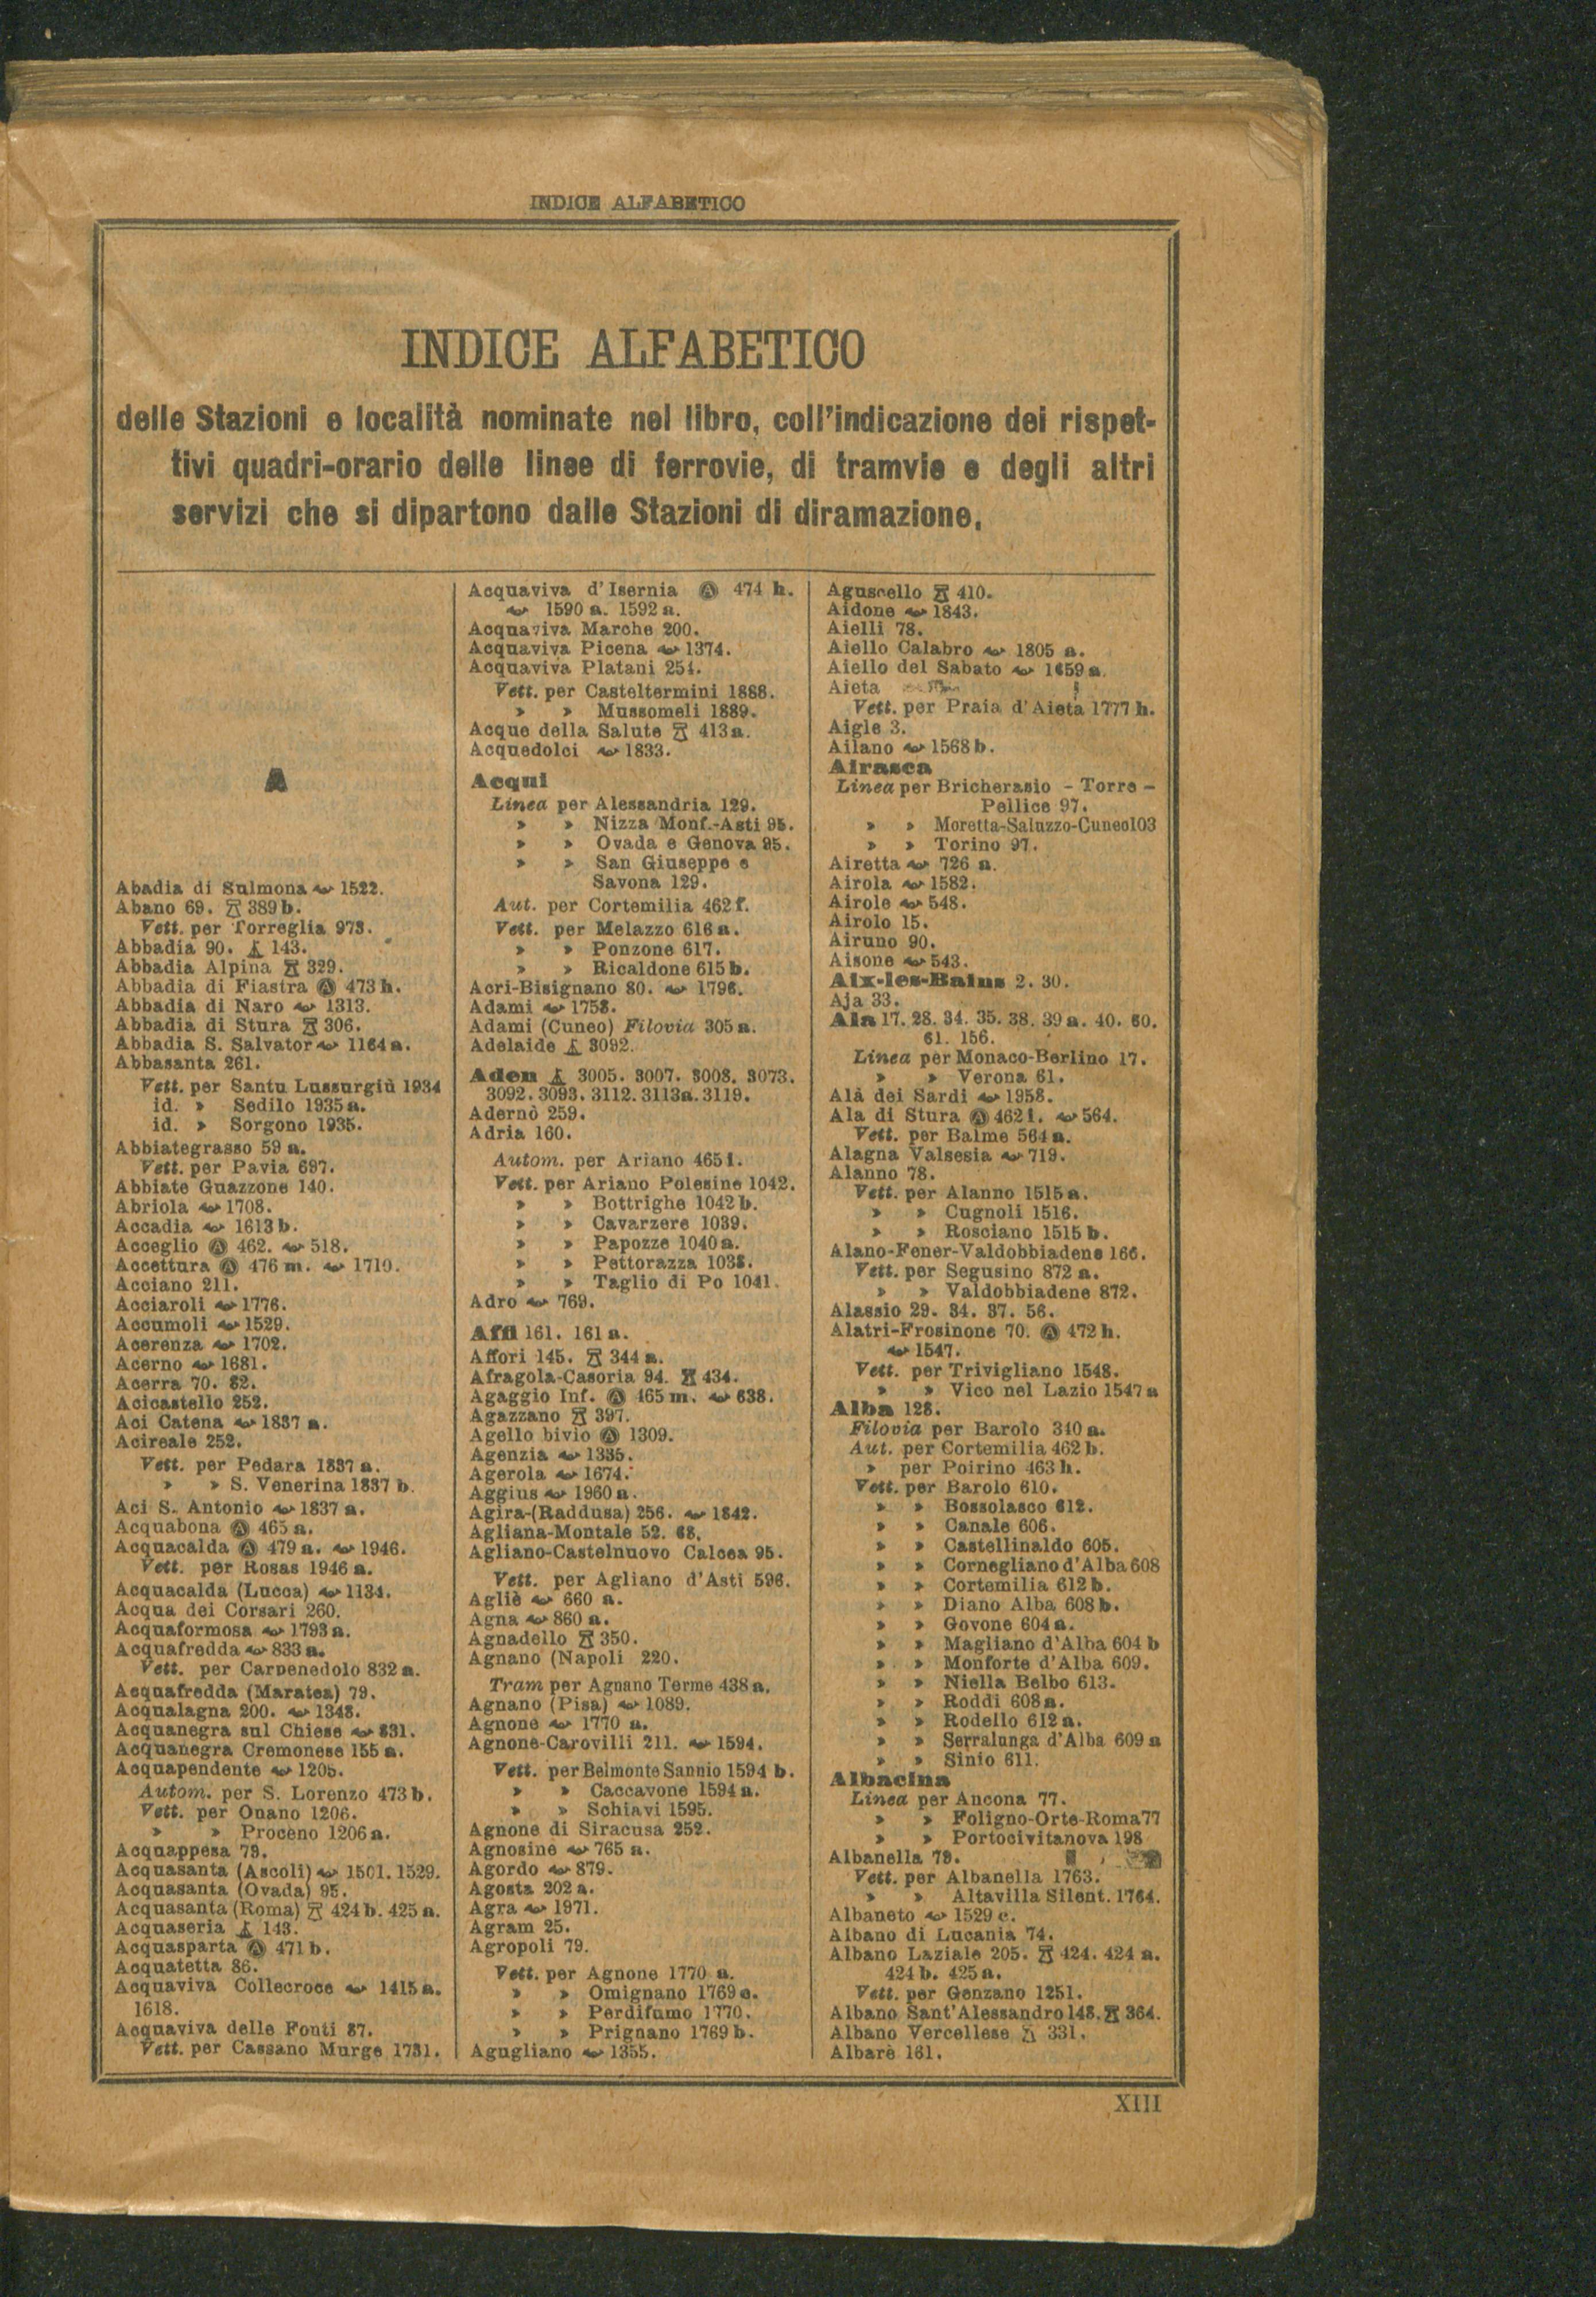 INDICE ALFABETICO
INDICE ALFABETICO
delle Stazioni e località nominate nel libro, coll'indicazione dei rispet-
tivi quadri-orario delle linee di ferrovie, di tramvie e degli altri
servizi che si dipartono dalle Stazioni di diramazione.
A
Abadia di Sulmona 1522.
Abano 69. 389 b.
Vett. per Torreglia 973.
Abbadia 90. 143.
Abbadia Alpina 329.
Abbadia di Fiastra Ⓐ 473 h.
Abbadia di Naro 1313.
Abbadia di Stura 306.
Abbadia S. Salvator 1164 a.
Abbasanta 261.
Vett. per Santu Lussurgiù 1934
id. » Sedilo 1935 a.
id. » Sorgono 1935.
Abbiategrasso 59 a.
Vett. per Pavia 697.
Abbiate Guazzone 140.
Abriola 1708.
Accadia 1613 b.
Acceglio Ⓐ 462. 518.
Accettura Ⓐ 476 m. 1710.
Acciano 211.
Acciaroli 1776.
Accumoli 1529.
Acerenza 1702.
Acerno 1681.
Acerra 70. 82.
Acicastello 252.
Aci Catena 1837 a.
Acireale 252.
Vett. per Pedara 1837 a.
» » S. Venerina 1837 b.
Aci S. Antonio 1837 a.
Acquabona Ⓐ 465 a.
Acquacalda Ⓐ 479 a. 1946.
Vett. per Rosas 1946 a.
Acquacalda (Lucca) 1134.
Acqua dei Corsari 260.
Acquaformosa 1793 a.
Acquafredda 833 a.
Vett. per Carpenedolo 832 a.
Acquafredda (Maratea) 79.
Acqualagna 200. 1348.
Acquanegra sul Chiese 831.
Acquanegra Cremonese 155 a.
Acquapendente 1205.
Autom. per S. Lorenzo 473 b.
Vett. per Onano 1206.
» » Proceno 1206 a.
Acquappesa 79.
Acquasanta (Ascoli) 1501. 1529.
Acquasanta (Ovada) 95.
Acquasanta (Roma) 424 b. 425 a.
Acquaseria 143.
Acquasparta Ⓐ 471 b.
Acquatetta 86.
Acquaviva Collecroce 1415 a.
1618.
Acquaviva delle Fonti 87.
Vett. per Cassano Murge 1731.
Acquaviva d'Isernia Ⓐ 474 h.
1590 a. 1592 a.
Acquaviva Marche 200.
Acquaviva Picena 1374.
Acquaviva Platani 254.
Vett. per Casteltermini 1888.
» » Mussomeli 1889.
Acque della Salute 413 a.
Acquedolci 1833.
Acqui
Linea per Alessandria 129.
» » Nizza Monf.-Asti 95.
» » Ovada e Genova 95.
» » San Giuseppe e
Savona 129.
Aut. per Cortemilia 462 f.
Vett. per Melazzo 616 a.
» » Ponzone 617.
» » Ricaldone 615 b.
Acri-Bisignano 80. 1796.
Adami 1758.
Adami (Cuneo) Filovia 305 a.
Adelaide 3092.
Aden 3005. 3007. 3008. 3073.
3092. 3093. 3112. 3113a. 3119.
Adernò 259.
Adria 160.
Autom. per Ariano 465 i.
Vett. per Ariano Polesine 1042.
» » Bottrighe 1042 b.
» » Cavarzere 1039.
» » Papozze 1040 a.
» » Pettorazza 1038.
» » Taglio di Po 1041.
Adro 769.
Affi 161. 161 a.
Affori 145. 344 a.
Afragola-Casoria 94. 434.
Agaggio Inf. Ⓐ 465 m. 638.
Agazzano 397.
Agello bivio Ⓐ 1309.
Agenzia 1335.
Agerola 1674.
Aggius 1960 a.
Agira-(Raddusa) 256. 1842.
Agliana-Montale 52. 68.
Agliano-Castelnuovo Calcea 95.
Vett. per Agliano d'Asti 596.
Agliè 660 a.
Agna 860 a.
Agnadello 350.
Agnano (Napoli 220.
Tram per Agnano Terme 438 a.
Agnano (Pisa) 1089.
Agnone 1770 a.
Agnone-Carovilli 211. 1594.
Vett. per Belmonte Sannio 1594 b.
» » Caccavone 1594 a.
» » Schiavi 1595.
Agnone di Siracusa 252.
Agnosine 765 a.
Agordo 879.
Agosta 202 a.
Agra 1971.
Agram 25.
Agropoli 79.
Vett. per Agnone 1770 a.
» » Omignano 1769 c.
» » Perdifumo 1770.
» » Prignano 1769 b.
Agugliano 1355.
Aguscello 410.
Aidone 1843.
Aielli 78.
Aiello Calabro 1805 a.
Aiello del Sabato 1659 a.
Aieta
Vett. per Praia d'Aieta 1777 h.
Aigle 3.
Ailano 1568 b.
Airasca
Linea per Bricherasio - Torre -
Pellice 97.
» » Moretta-Saluzzo-Cuneo103
» » Torino 97.
Airetta 726 a.
Airola 1582.
Airole 548.
Airolo 15.
Airuno 90.
Aisone 543.
Aix-les-Bains 2. 30.
Aja 33.
Ala 17. 28. 34. 35. 38. 39 a. 40. 60.
61. 156.
Linea per Monaco-Berlino 17.
» » Verona 61.
Alà dei Sardi 1958.
Ala di Stura Ⓐ 462 i. 564.
Vett. per Balme 564 a.
Alagna Valsesia 719.
Alanno 78.
Vett. per Alanno 1515 a.
» » Cugnoli 1516.
» » Rosciano 1515 b.
Alano-Fener-Valdobbiadene 166.
Vett. per Segusino 872 a.
» » Valdobbiadene 872.
Alassio 29. 34. 37. 56.
Alatri-Frosinone 70. Ⓐ 472 h.
1547.
Vett. per Trivigliano 1548.
» » Vico nel Lazio 1547 a
Alba 128.
Filovia per Barolo 310 a.
Aut. per Cortemilia 462 b.
» per Poirino 463 h.
Vett. per Barolo 610.
» » Bossolasco 612.
» » Canale 606.
» » Castellinaldo 605.
» » Cornegliano d'Alba 608
» » Cortemilia 612 b.
» » Diano Alba 608 b.
» » Govone 604 a.
» » Magliano d'Alba 604 b
» » Monforte d'Alba 609.
» » Niella Belbo 613.
» » Roddi 608 a.
» » Rodello 612 a.
» » Serralunga d'Alba 609 a
» » Sinio 611.
Albacina
Linea per Ancona 77.
» » Foligno-Orte-Roma77
» » Portocivitanova 198
Albanella 79.
Vett. per Albanella 1763.
» » Altavilla Silent. 1764.
Albaneto 1529 c.
Albano di Lucania 74.
Albano Laziale 205. 424. 424 a.
424 b. 425 a.
Vett. per Genzano 1251.
Albano Sant'Alessandro 148. 364.
Albano Vercellese 331.
Albarè 161.
XIII